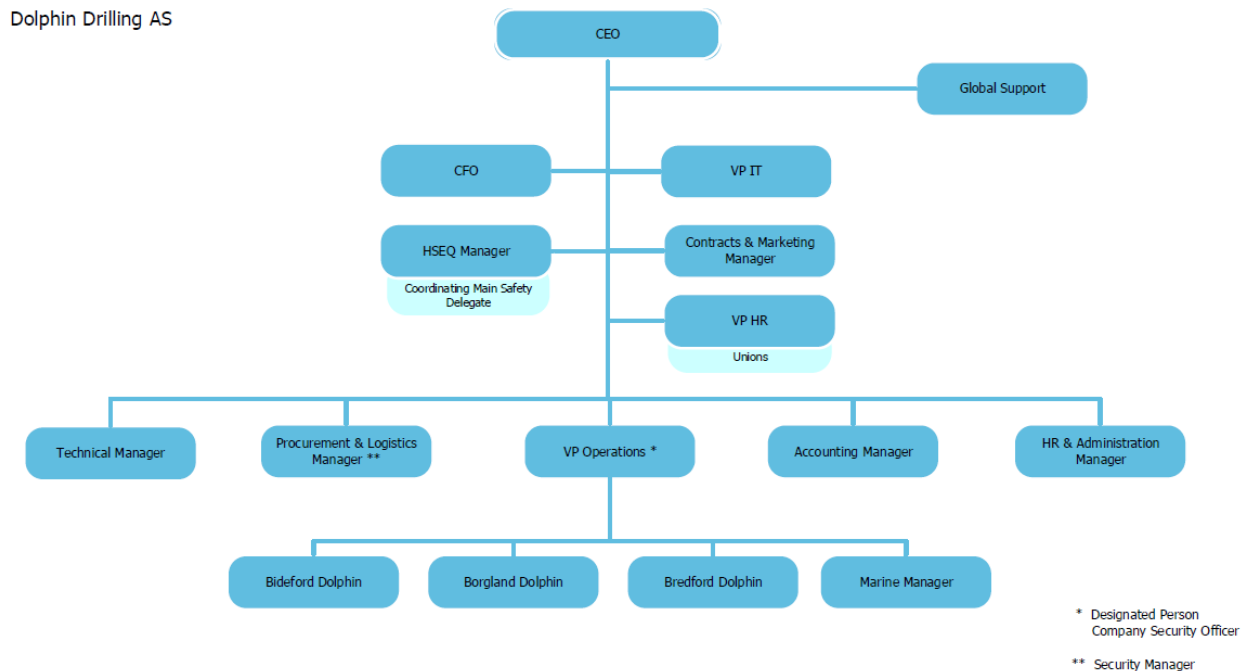 Dolphin Drilling AS
CEO
Global Support
CFO
VP IT
HSEQ Manager
Coordinating Main Safety
Delegate
Contracts & Marketing
Manager
VP HR
Unions
Technical Manager
Procurement & Logistics
Manager **
VP Operations *
Accounting Manager
HR & Administration
Manager
Bideford Dolphin
Borgland Dolphin
Bredford Dolphin
Marine Manager
* Designated Person
Company Security Officer
** Security Manager